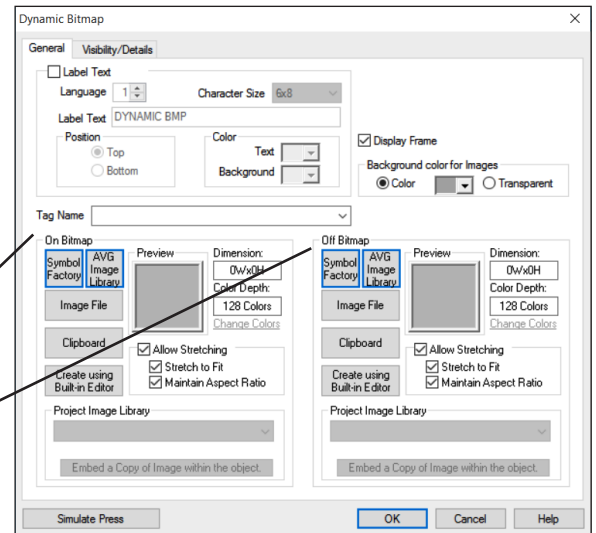 Dynamic Bitmap
General Visibility/Details
Label Text
Language 1 Character Size 6x8
Label Text DYNAMIC BMP
Position Color
Top Text
Bottom Background
Display Frame
Background color for Images
Color Transparent
Tag Name
On Bitmap
Symbol Factory
AVG Image Library
Preview
Dimension:
0Wx0H
Color Depth:
128 Colors
Change Colors
Image File
Clipboard
Create using Built-in Editor
Allow Stretching
Stretch to Fit
Maintain Aspect Ratio
Project Image Library
Embed a Copy of Image within the object.
Off Bitmap
Symbol Factory
AVG Image Library
Preview
Dimension:
0Wx0H
Color Depth:
128 Colors
Change Colors
Image File
Clipboard
Create using Built-in Editor
Allow Stretching
Stretch to Fit
Maintain Aspect Ratio
Project Image Library
Embed a Copy of Image within the object.
Simulate Press OK Cancel Help